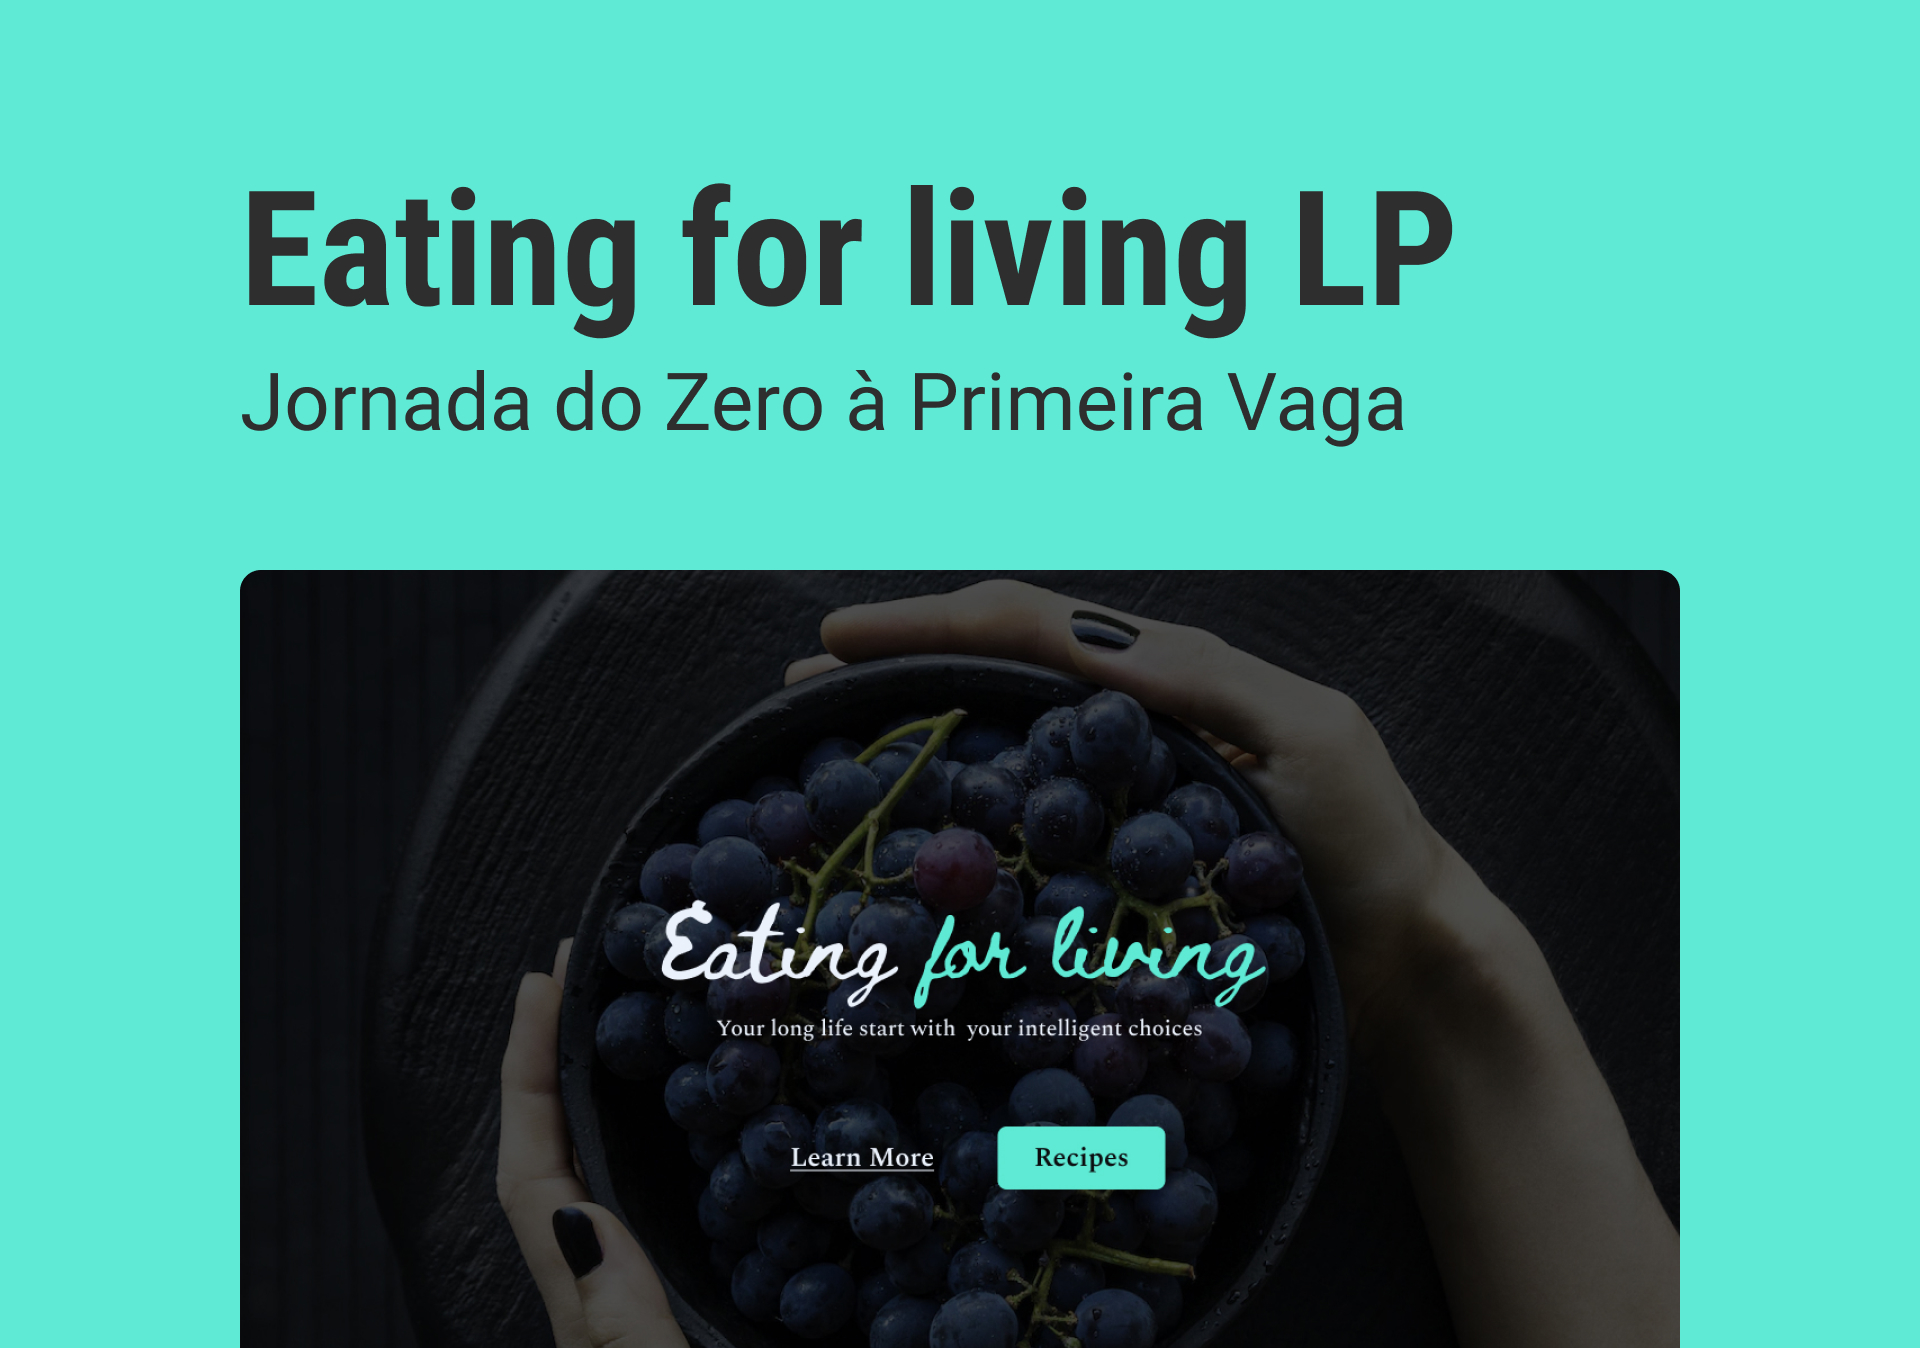 Eating for living LP
Jornada do Zero à Primeira Vaga
Eating for living
Your long life start with your intelligent choices
Learn More
Recipes